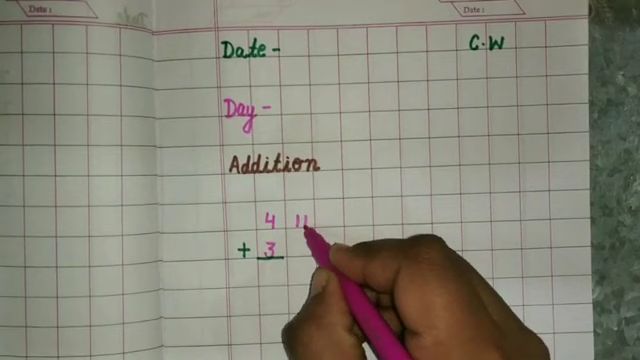 Date :
Date :
Date - C.W
Day -
Addition
4 11
+ 3